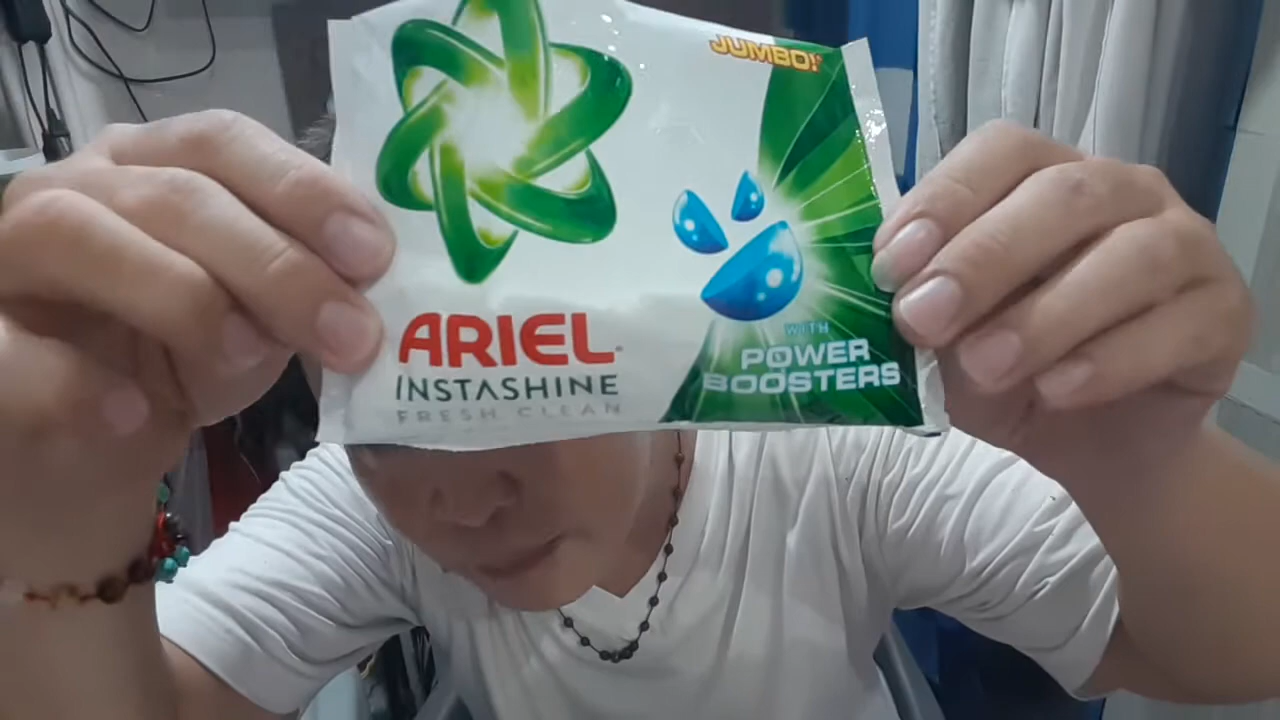 JUMBO!
ARIEL
INSTASHINE
FRESH CLEAN
WITH
POWER
BOOSTERS